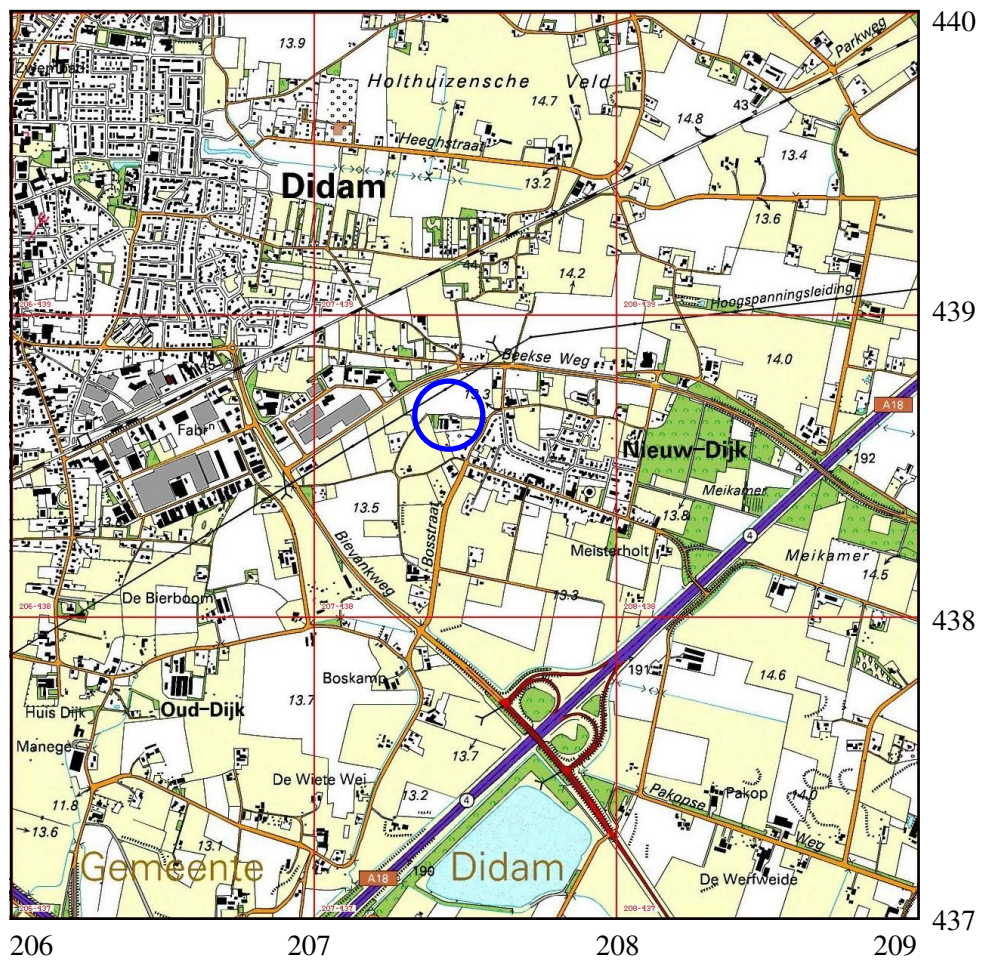 440
13.9
Parkweg
Zwembad
Holthuizensche Veld
14.7
43
14.8
Heeghstraat
13.4
13.2
Didam
13.6
44
14.2
Hoogspanningsleiding
206-439
207-439
208-439
439
Beekse Weg
14.0
45
13.3
A18
Fabrn
Nieuw-Dijk
192
4
Meikamer
13.5
13.8
4
Meisterholt
Meikamer
14.5
Bosstraat
Bievankweg
De Bierboom
13.3
206-438
207-438
208-438
438
191
14.6
Boskamp
13.7
Huis Dijk
Oud-Dijk
Manege
13.7
De Wiete Wei
13.2
4
Pakopse Weg
Pakop
14.0
11.8
13.6
13.1
Gemeente Didam
A18
190
De Werfweide
206-437
207-437
208-437
437
206
207
208
209